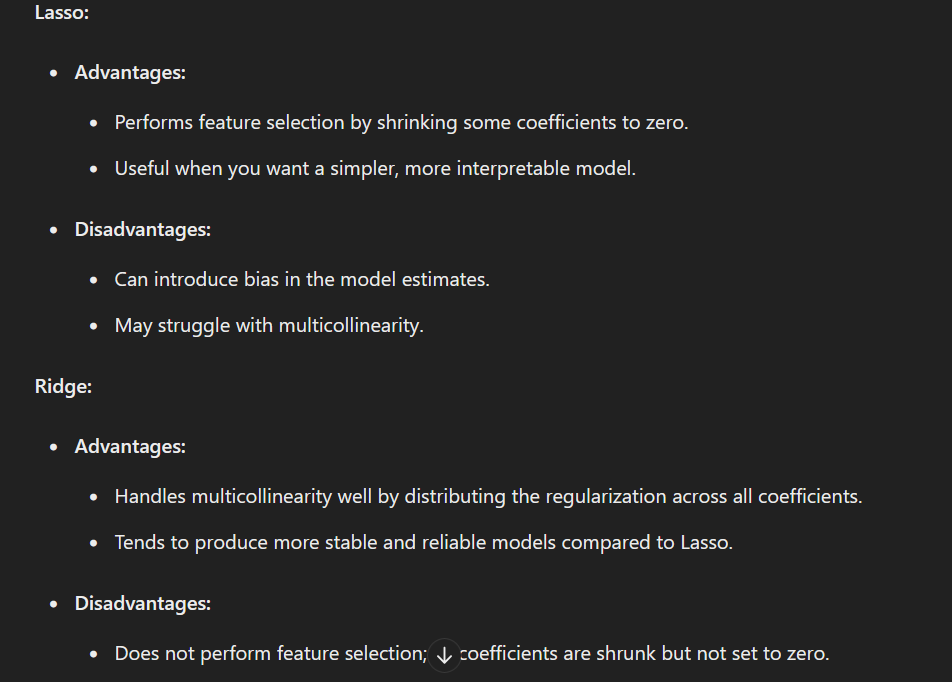 Lasso:
• Advantages:
• Performs feature selection by shrinking some coefficients to zero.
• Useful when you want a simpler, more interpretable model.
• Disadvantages:
• Can introduce bias in the model estimates.
• May struggle with multicollinearity.
Ridge:
• Advantages:
• Handles multicollinearity well by distributing the regularization across all coefficients.
• Tends to produce more stable and reliable models compared to Lasso.
• Disadvantages:
• Does not perform feature selection; coefficients are shrunk but not set to zero.